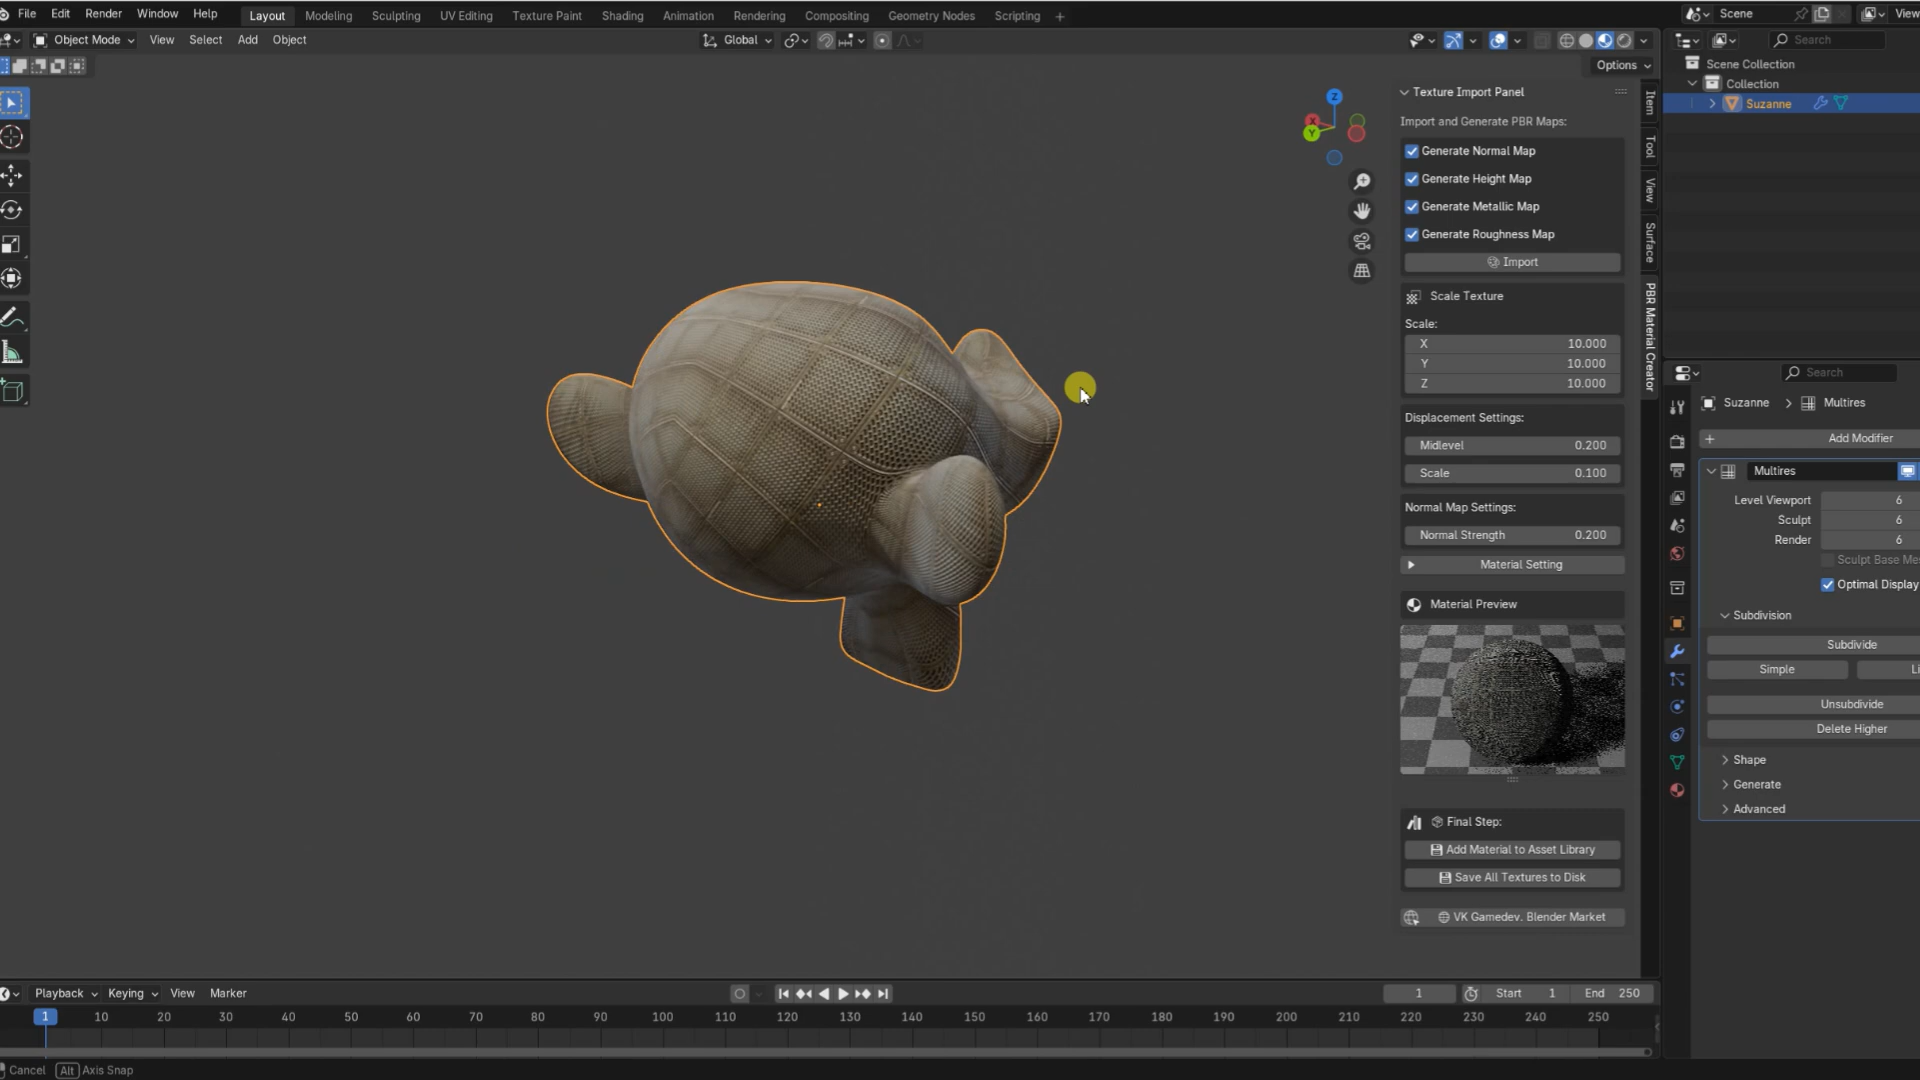 File Edit Render Window Help Layout Modeling Sculpting UV Editing Texture Paint Shading Animation Rendering Compositing Geometry Nodes Scripting + Scene View
Object Mode View Select Add Object Global Search
Options
Scene Collection
Collection
Suzanne
Z
X
Y
Texture Import Panel
Import and Generate PBR Maps:
Generate Normal Map
Generate Height Map
Generate Metallic Map
Generate Roughness Map
Import
Scale Texture
Scale:
X 10.000
Y 10.000
Z 10.000
Displacement Settings:
Midlevel 0.200
Scale 0.100
Normal Map Settings:
Normal Strength 0.200
Material Setting
Material Preview
Final Step:
Add Material to Asset Library
Save All Textures to Disk
VK Gamedev. Blender Market
Item
Tool
View
Surface
PBR Material Creator
Search
Suzanne > Multires
+ Add Modifier
Multires
Level Viewport 6
Sculpt 6
Render 6
Sculpt Base Me
Optimal Display
Subdivision
Subdivide
Simple Li
Unsubdivide
Delete Higher
Shape
Generate
Advanced
Playback Keying View Marker 1 Start 1 End 250
1 10 20 30 40 50 60 70 80 90 100 110 120 130 140 150 160 170 180 190 200 210 220 230 240 250
Cancel Alt Axis Snap